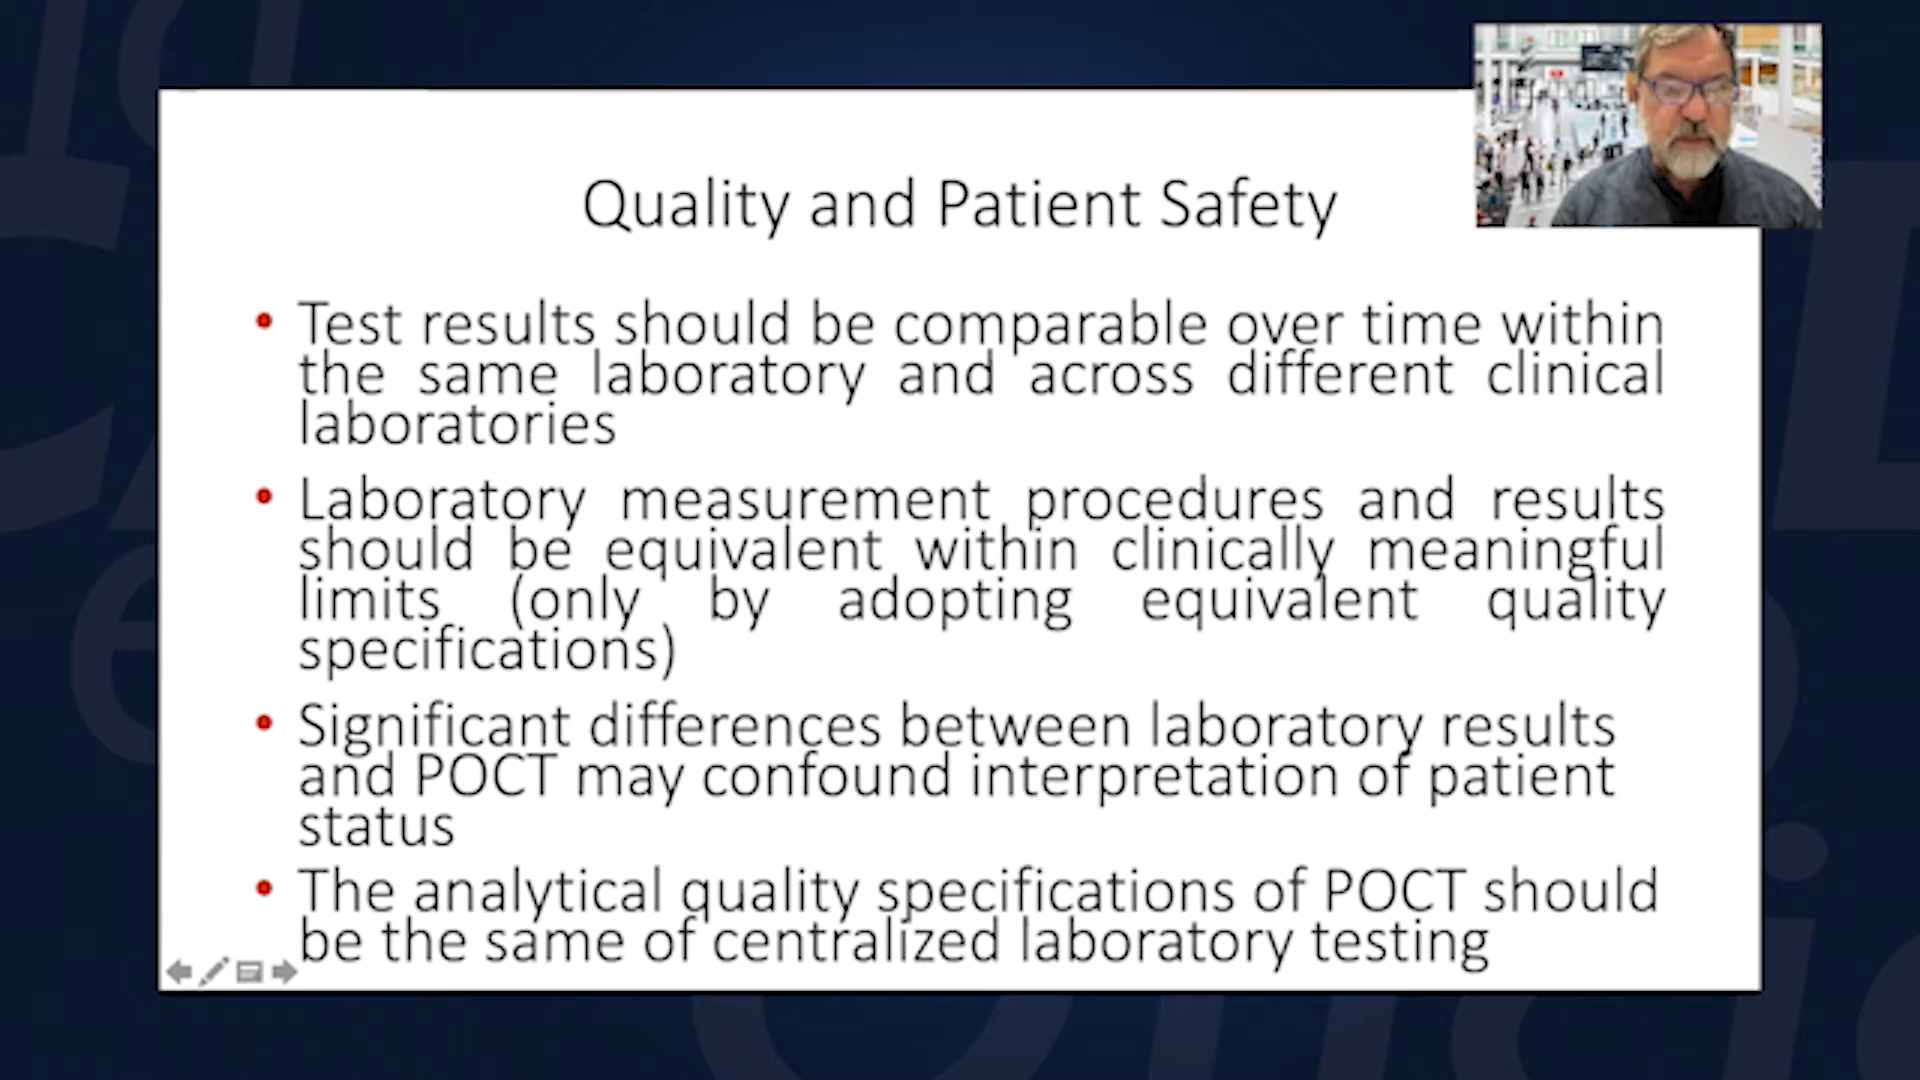 Quality and Patient Safety
• Test results should be comparable over time within
the same laboratory and across different clinical
laboratories
• Laboratory measurement procedures and results
should be equivalent within clinically meaningful
limits (only by adopting equivalent quality
specifications)
• Significant differences between laboratory results
and POCT may confound interpretation of patient
status
• The analytical quality specifications of POCT should
be the same of centralized laboratory testing